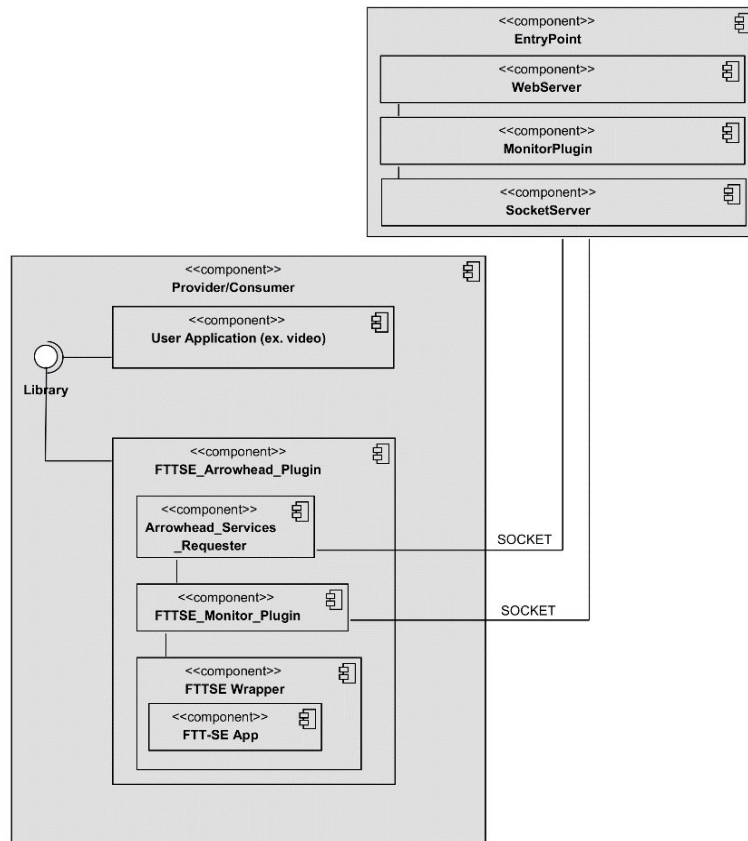 <<component>>
EntryPoint
<<component>>
WebServer
<<component>>
MonitorPlugin
<<component>>
SocketServer
<<component>>
Provider/Consumer
<<component>>
User Application (ex. video)
Library
<<component>>
FTTSE_Arrowhead_Plugin
<<component>>
Arrowhead_Services
_Requester
SOCKET
<<component>>
FTTSE_Monitor_Plugin
SOCKET
<<component>>
FTTSE Wrapper
<<component>>
FTT-SE App